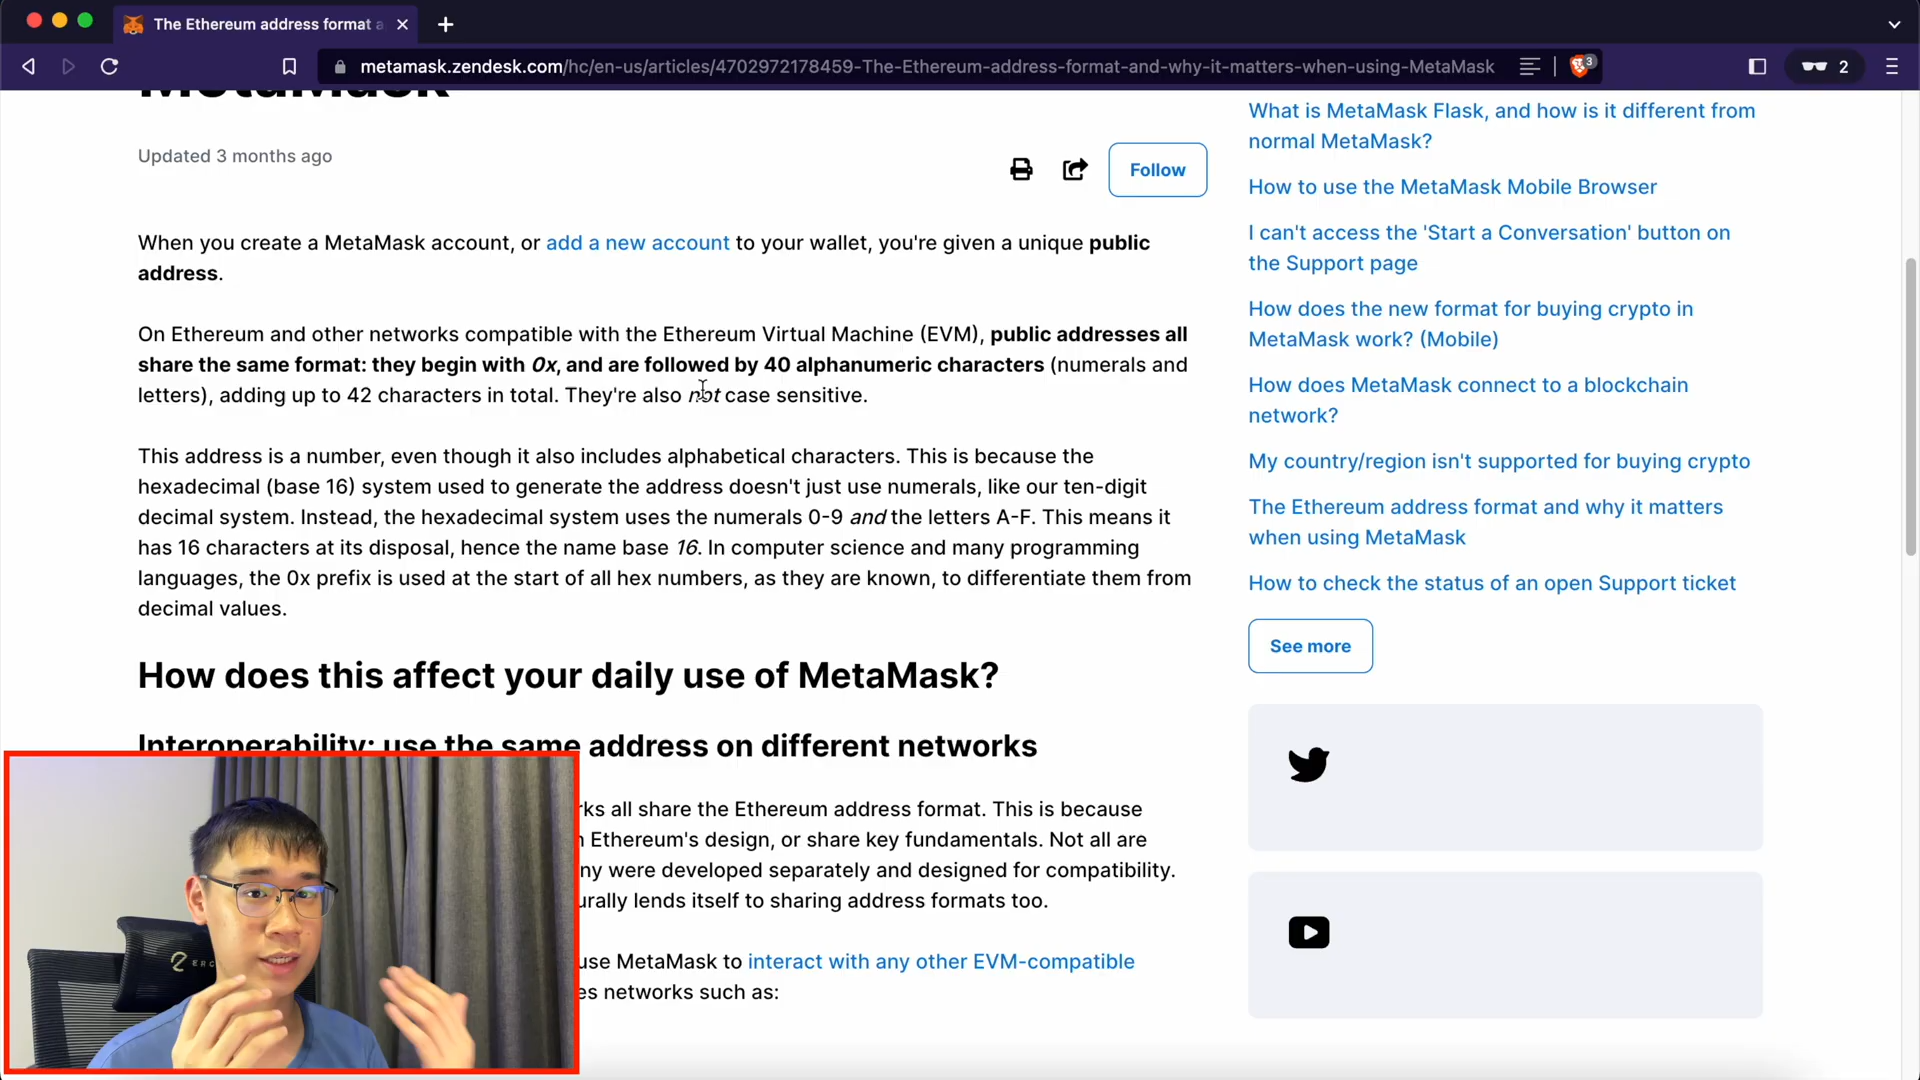 The Ethereum address format a
metamask.zendesk.com/hc/en-us/articles/4702972178459-The-Ethereum-address-format-and-why-it-matters-when-using-MetaMask
3
2
MetaMask
Updated 3 months ago
Follow
When you create a MetaMask account, or add a new account to your wallet, you're given a unique public
address.
On Ethereum and other networks compatible with the Ethereum Virtual Machine (EVM), public addresses all
share the same format: they begin with 0x, and are followed by 40 alphanumeric characters (numerals and
letters), adding up to 42 characters in total. They're also not case sensitive.
This address is a number, even though it also includes alphabetical characters. This is because the
hexadecimal (base 16) system used to generate the address doesn't just use numerals, like our ten-digit
decimal system. Instead, the hexadecimal system uses the numerals 0-9 and the letters A-F. This means it
has 16 characters at its disposal, hence the name base 16. In computer science and many programming
languages, the 0x prefix is used at the start of all hex numbers, as they are known, to differentiate them from
decimal values.
How does this affect your daily use of MetaMask?
Interoperability: use the same address on different networks
ks all share the Ethereum address format. This is because
Ethereum's design, or share key fundamentals. Not all are
ny were developed separately and designed for compatibility.
urally lends itself to sharing address formats too.
use MetaMask to interact with any other EVM-compatible
es networks such as:
What is MetaMask Flask, and how is it different from
normal MetaMask?
How to use the MetaMask Mobile Browser
I can't access the 'Start a Conversation' button on
the Support page
How does the new format for buying crypto in
MetaMask work? (Mobile)
How does MetaMask connect to a blockchain
network?
My country/region isn't supported for buying crypto
The Ethereum address format and why it matters
when using MetaMask
How to check the status of an open Support ticket
See more